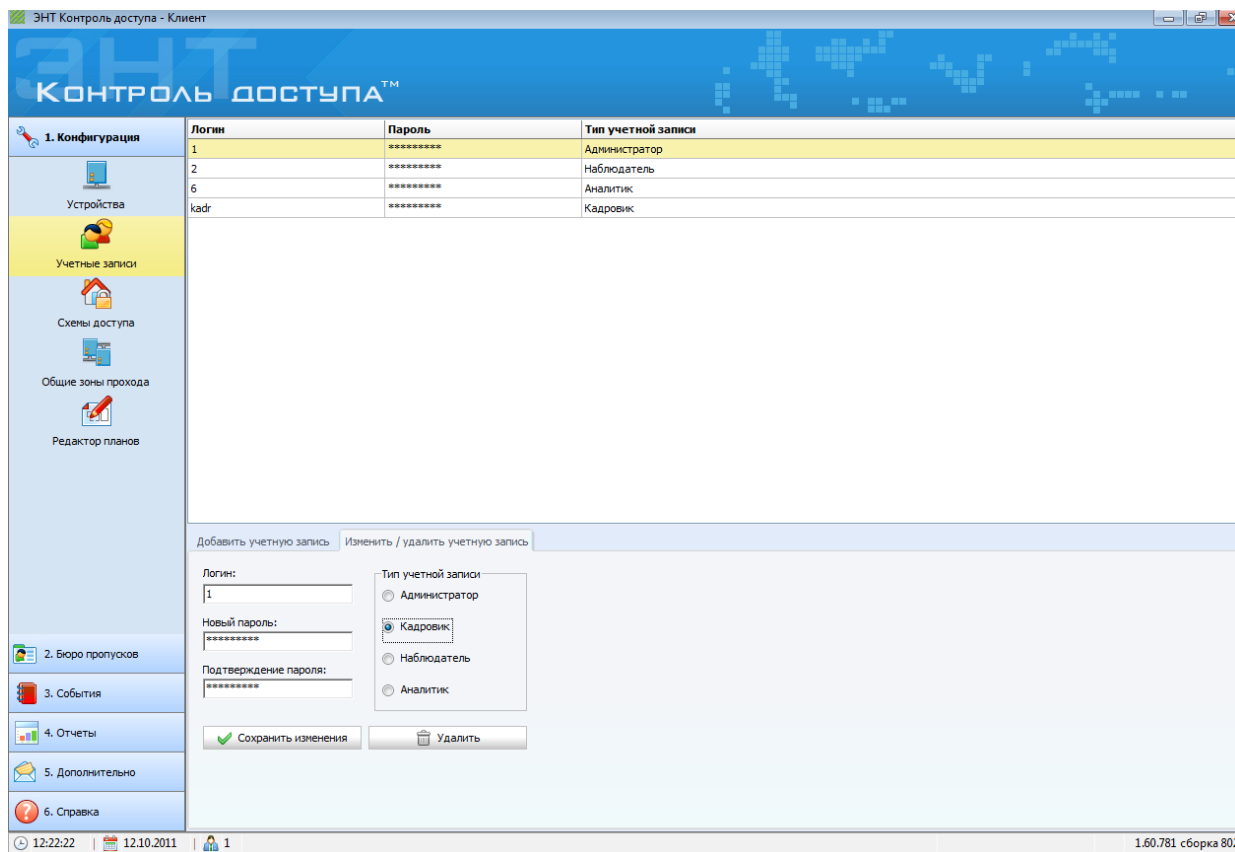 ЭНТ Контроль доступа - Клиент
ЭНТ
Контроль доступа™
1. Конфигурация
Устройства
Учетные записи
Схемы доступа
Общие зоны прохода
Редактор планов
2. Бюро пропусков
3. События
4. Отчеты
5. Дополнительно
6. Справка
Логин Пароль Тип учетной записи
1 ********* Администратор
2 ********* Наблюдатель
6 ********* Аналитик
kadr ********* Кадровик
Добавить учетную запись Изменить / удалить учетную запись
Логин:
1
Новый пароль:
*********
Подтверждение пароля:
*********
Тип учетной записи
Администратор
Кадровик
Наблюдатель
Аналитик
Сохранить изменения Удалить
12:22:22 | 12.10.2011 | 1 1.60.781 сборка